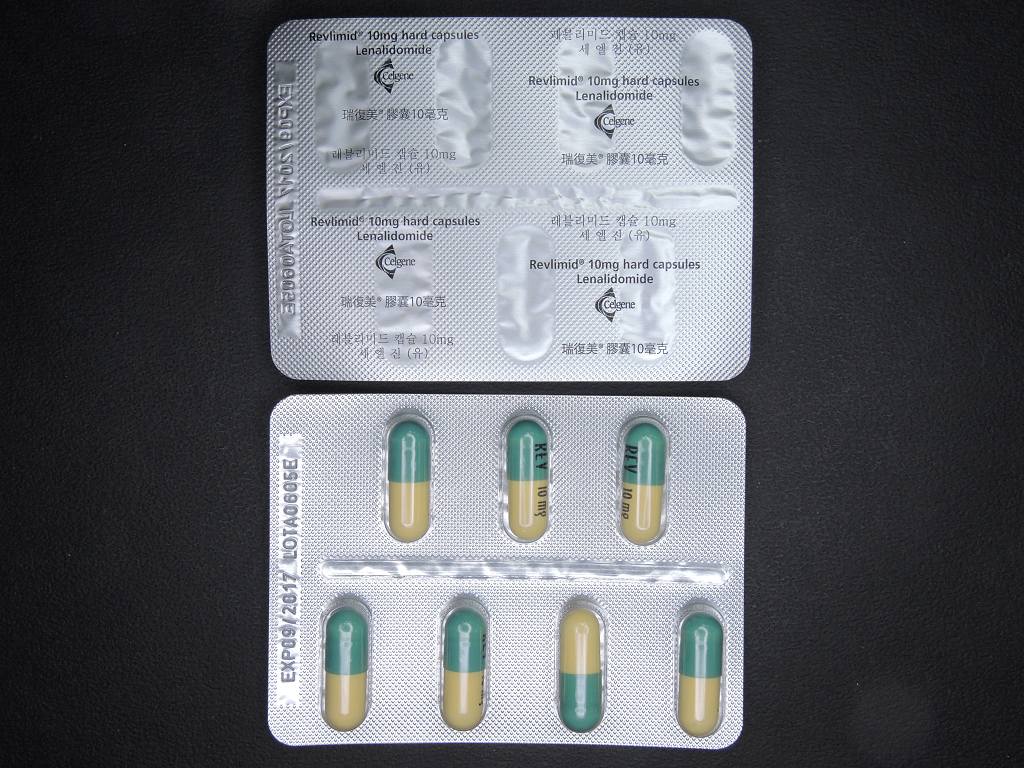 Revlimid® 10mg hard capsules
Lenalidomide
Celgene
瑞復美® 膠囊10毫克
레블리미드 캡슐 10mg
세 엘 진 (유)
레블리미드 캡슐 10mg
세 엘 진 (유)
Revlimid® 10mg hard capsules
Lenalidomide
Celgene
瑞復美® 膠囊10毫克
Revlimid® 10mg hard capsules
Lenalidomide
Celgene
瑞復美® 膠囊10毫克
레블리미드 캡슐 10mg
세 엘 진 (유)
레블리미드 캡슐 10mg
세 엘 진 (유)
Revlimid® 10mg hard capsules
Lenalidomide
Celgene
瑞復美® 膠囊10毫克
EXP09/2017 LOTA0605E
EXP09/2017 LOTA0605E
REV 10 mg
REV 10 mg